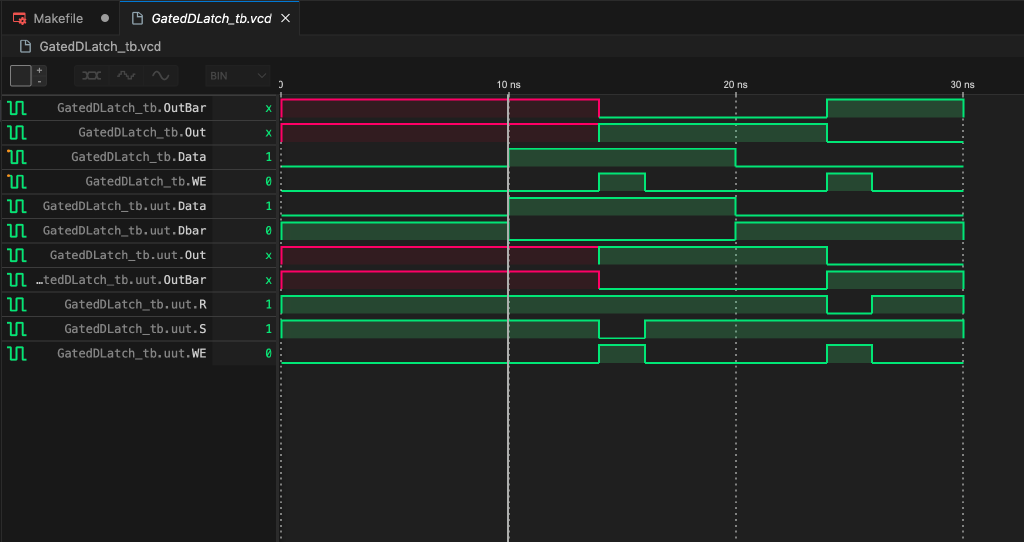 Makefile ● GatedDLatch_tb.vcd ×
GatedDLatch_tb.vcd
+
-
BIN
0 10 ns 20 ns 30 ns
GatedDLatch_tb.OutBar x
GatedDLatch_tb.Out x
GatedDLatch_tb.Data 1
GatedDLatch_tb.WE 0
GatedDLatch_tb.uut.Data 1
GatedDLatch_tb.uut.Dbar 0
GatedDLatch_tb.uut.Out x
…tedDLatch_tb.uut.OutBar x
GatedDLatch_tb.uut.R 1
GatedDLatch_tb.uut.S 1
GatedDLatch_tb.uut.WE 0